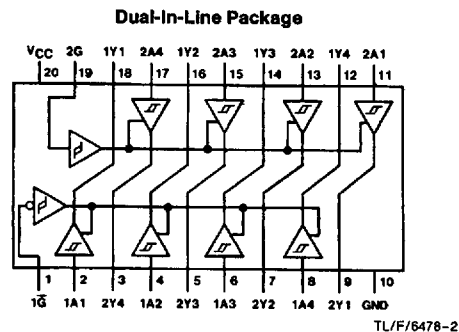 Dual-In-Line Package
VCC 2G 1Y1 2A4 1Y2 2A3 1Y3 2A2 1Y4 2A1
20 19 18 17 16 15 14 13 12 11
1 2 3 4 5 6 7 8 9 10
1G̅ 1A1 2Y4 1A2 2Y3 1A3 2Y2 1A4 2Y1 GND
TL/F/6478-2